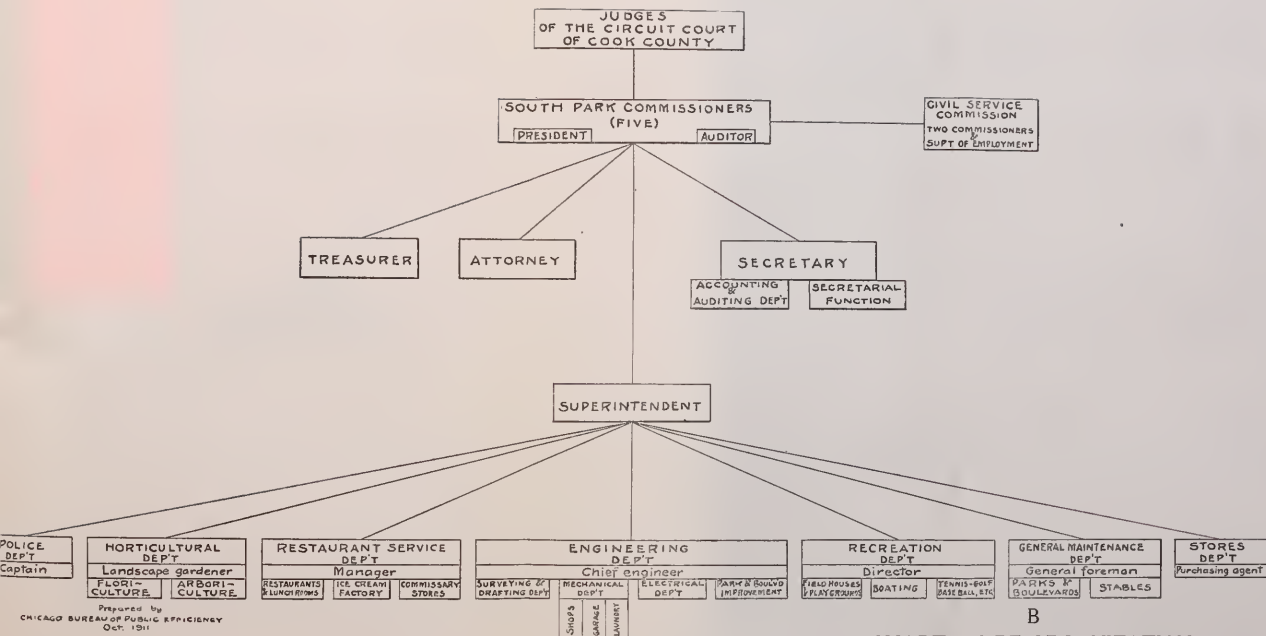 JUDGES
OF THE CIRCUIT COURT
OF COOK COUNTY
SOUTH PARK COMMISSIONERS
(FIVE)
PRESIDENT
AUDITOR
CIVIL SERVICE
COMMISSION
TWO COMMISSIONERS
&
SUPT OF EMPLOYMENT
TREASURER
ATTORNEY
SECRETARY
ACCOUNTING
&
AUDITING DEP'T
SECRETARIAL
FUNCTION
SUPERINTENDENT
POLICE
DEP'T
Captain
HORTICULTURAL
DEP'T
Landscape gardener
FLORI-
CULTURE
ARBORI-
CULTURE
RESTAURANT SERVICE
DEP'T
Manager
RESTAURANTS
& LUNCH ROOMS
ICE CREAM
FACTORY
COMMISSARY
STORES
ENGINEERING
DEP'T
Chief engineer
SURVEYING &
DRAFTING DEP'T
MECHANICAL
DEP'T
SHOPS
GARAGE
LAUNDRY
ELECTRICAL
DEP'T
PARK & BOULVD
IMPROVEMENT
RECREATION
DEP'T
Director
FIELD HOUSES
& PLAYGROUNDS
BOATING
TENNIS-GOLF
BASE BALL, ETC.
GENERAL MAINTENANCE
DEP'T
General foreman
PARKS &
BOULEVARDS
STABLES
STORES
DEP'T
Purchasing agent
Prepared by
CHICAGO BUREAU OF PUBLIC EFFICIENCY
Oct. 1911
B